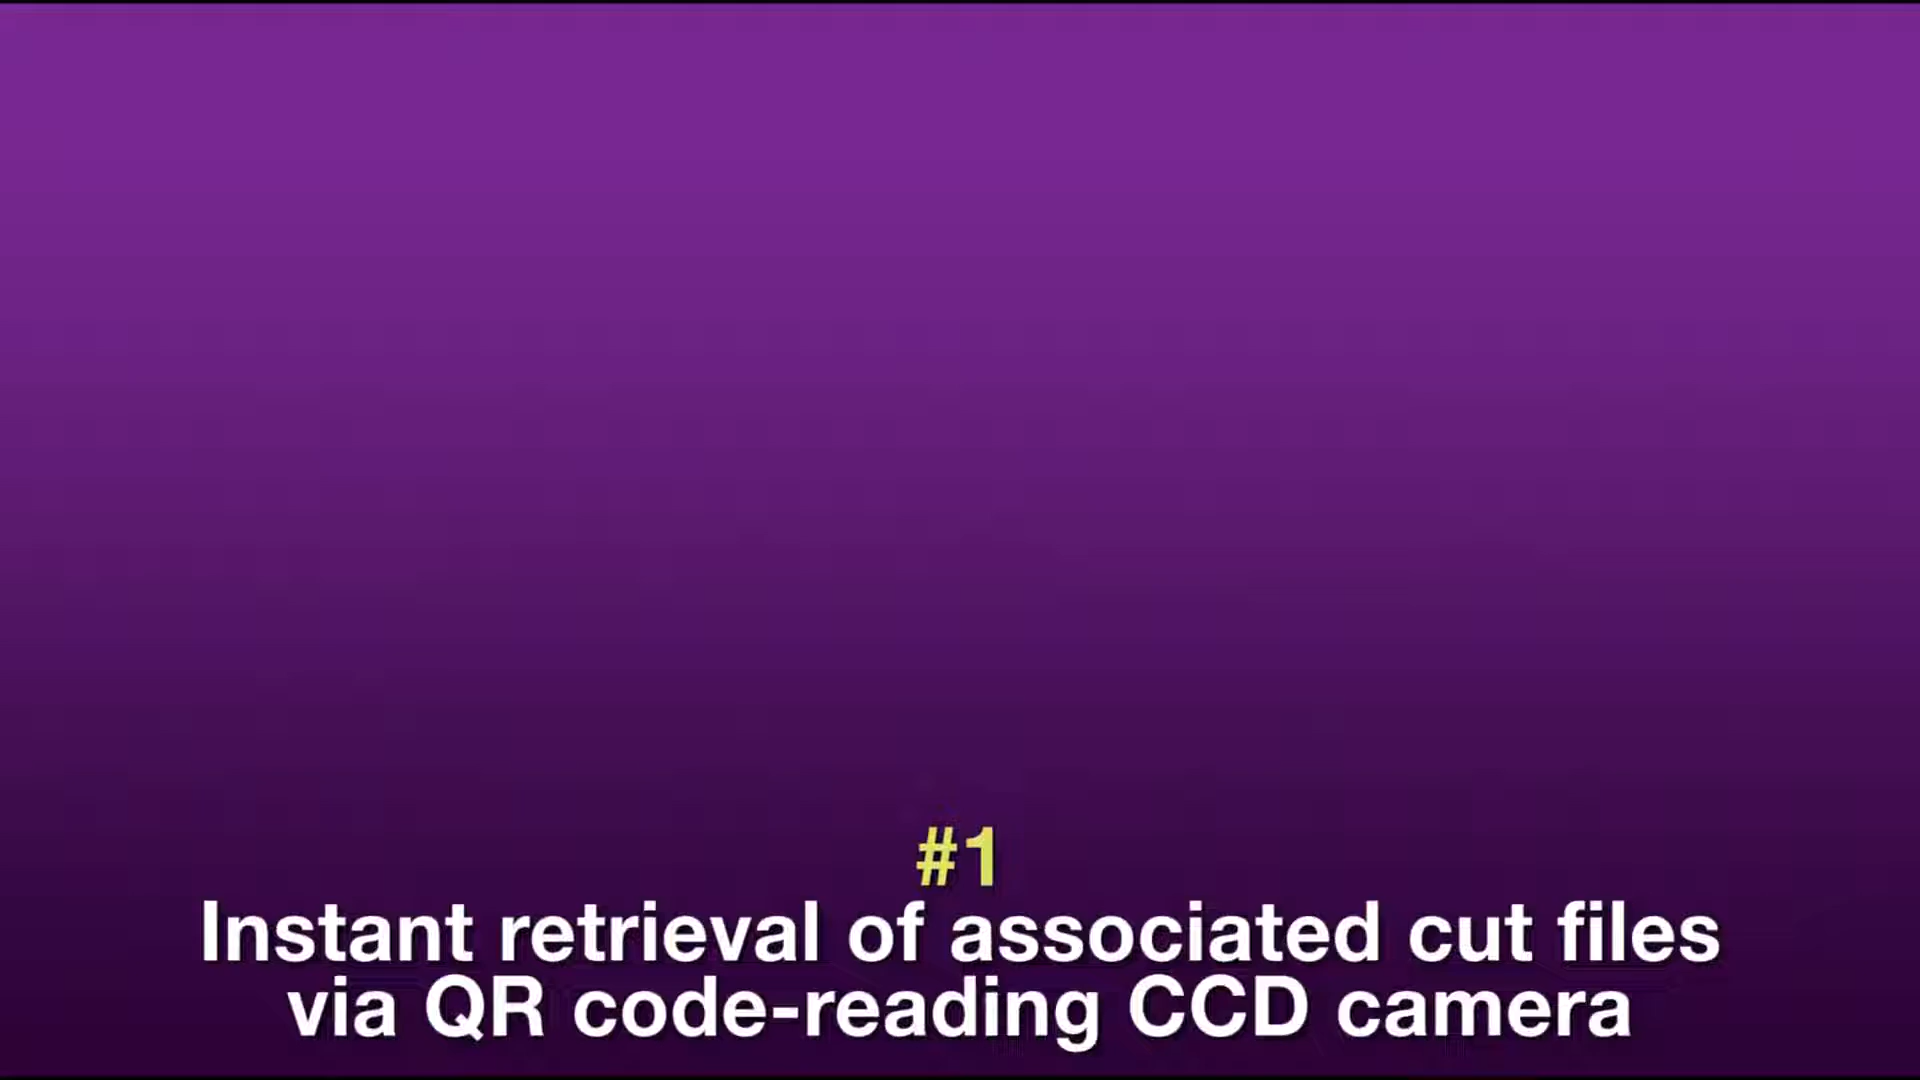 #1
Instant retrieval of associated cut files
via QR code-reading CCD camera